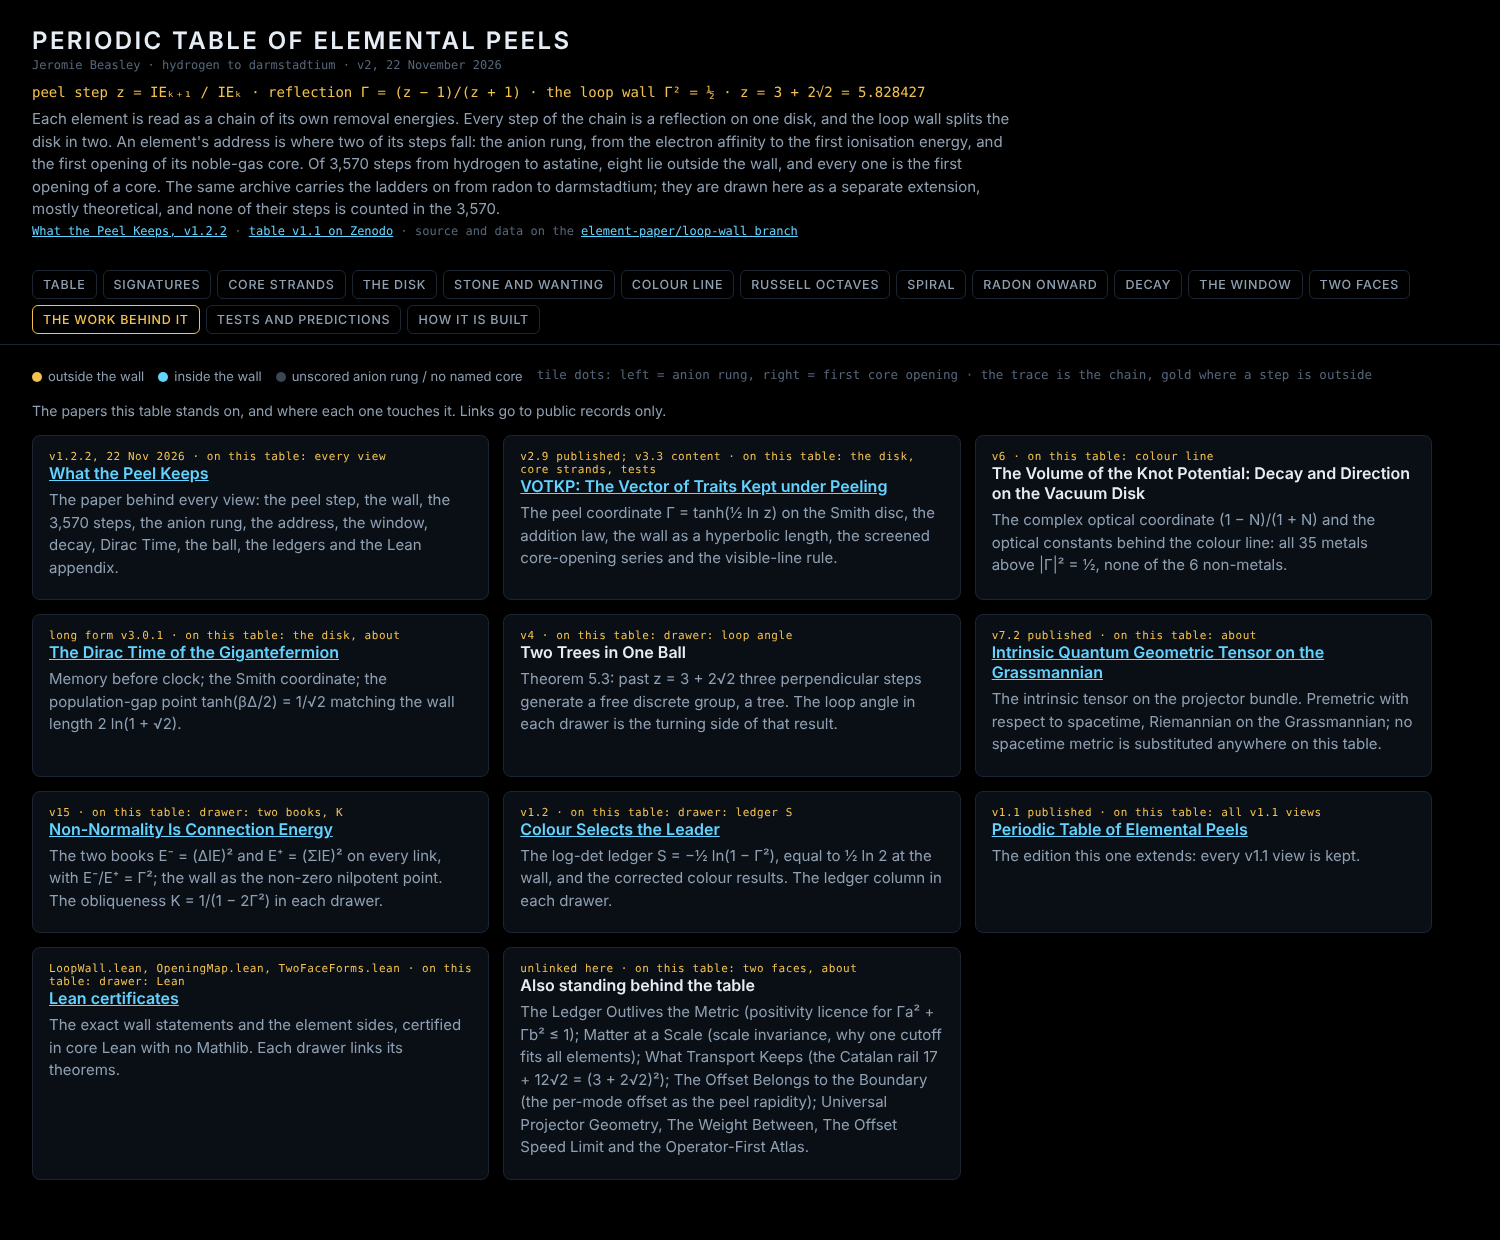 PERIODIC TABLE OF ELEMENTAL PEELS
Jeromie Beasley · hydrogen to darmstadtium · v2, 22 November 2026
peel step z = IEₖ₊₁ / IEₖ · reflection Γ = (z − 1)/(z + 1) · the loop wall Γ² = ½ · z = 3 + 2√2 = 5.828427
Each element is read as a chain of its own removal energies. Every step of the chain is a reflection on one disk, and the loop wall splits the
disk in two. An element's address is where two of its steps fall: the anion rung, from the electron affinity to the first ionisation energy, and
the first opening of its noble-gas core. Of 3,570 steps from hydrogen to astatine, eight lie outside the wall, and every one is the first
opening of a core. The same archive carries the ladders on from radon to darmstadtium; they are drawn here as a separate extension,
mostly theoretical, and none of their steps is counted in the 3,570.
What the Peel Keeps, v1.2.2 · table v1.1 on Zenodo · source and data on the element-paper/loop-wall branch
TABLE SIGNATURES CORE STRANDS THE DISK STONE AND WANTING COLOUR LINE RUSSELL OCTAVES SPIRAL RADON ONWARD DECAY THE WINDOW TWO FACES
THE WORK BEHIND IT TESTS AND PREDICTIONS HOW IT IS BUILT
outside the wall inside the wall unscored anion rung / no named core tile dots: left = anion rung, right = first core opening · the trace is the chain, gold where a step is outside
The papers this table stands on, and where each one touches it. Links go to public records only.
v1.2.2, 22 Nov 2026 · on this table: every view
What the Peel Keeps
The paper behind every view: the peel step, the wall, the
3,570 steps, the anion rung, the address, the window,
decay, Dirac Time, the ball, the ledgers and the Lean
appendix.
v2.9 published; v3.3 content · on this table: the disk,
core strands, tests
VOTKP: The Vector of Traits Kept under Peeling
The peel coordinate Γ = tanh(½ ln z) on the Smith disc, the
addition law, the wall as a hyperbolic length, the screened
core-opening series and the visible-line rule.
v6 · on this table: colour line
The Volume of the Knot Potential: Decay and Direction
on the Vacuum Disk
The complex optical coordinate (1 − N)/(1 + N) and the
optical constants behind the colour line: all 35 metals
above |Γ|² = ½, none of the 6 non-metals.
long form v3.0.1 · on this table: the disk, about
The Dirac Time of the Gigantefermion
Memory before clock; the Smith coordinate; the
population-gap point tanh(βΔ/2) = 1/√2 matching the wall
length 2 ln(1 + √2).
v4 · on this table: drawer: loop angle
Two Trees in One Ball
Theorem 5.3: past z = 3 + 2√2 three perpendicular steps
generate a free discrete group, a tree. The loop angle in
each drawer is the turning side of that result.
v7.2 published · on this table: about
Intrinsic Quantum Geometric Tensor on the
Grassmannian
The intrinsic tensor on the projector bundle. Premetric with
respect to spacetime, Riemannian on the Grassmannian; no
spacetime metric is substituted anywhere on this table.
v15 · on this table: drawer: two books, K
Non-Normality Is Connection Energy
The two books E⁻ = (ΔIE)² and E⁺ = (ΣIE)² on every link,
with E⁻/E⁺ = Γ²; the wall as the non-zero nilpotent point.
The obliqueness K = 1/(1 − 2Γ²) in each drawer.
v1.2 · on this table: drawer: ledger S
Colour Selects the Leader
The log-det ledger S = −½ ln(1 − Γ²), equal to ½ ln 2 at the
wall, and the corrected colour results. The ledger column in
each drawer.
v1.1 published · on this table: all v1.1 views
Periodic Table of Elemental Peels
The edition this one extends: every v1.1 view is kept.
LoopWall.lean, OpeningMap.lean, TwoFaceForms.lean · on this
table: drawer: Lean
Lean certificates
The exact wall statements and the element sides, certified
in core Lean with no Mathlib. Each drawer links its
theorems.
unlinked here · on this table: two faces, about
Also standing behind the table
The Ledger Outlives the Metric (positivity licence for Γa² +
Γb² ≤ 1); Matter at a Scale (scale invariance, why one cutoff
fits all elements); What Transport Keeps (the Catalan rail 17
+ 12√2 = (3 + 2√2)²); The Offset Belongs to the Boundary
(the per-mode offset as the peel rapidity); Universal
Projector Geometry, The Weight Between, The Offset
Speed Limit and the Operator-First Atlas.